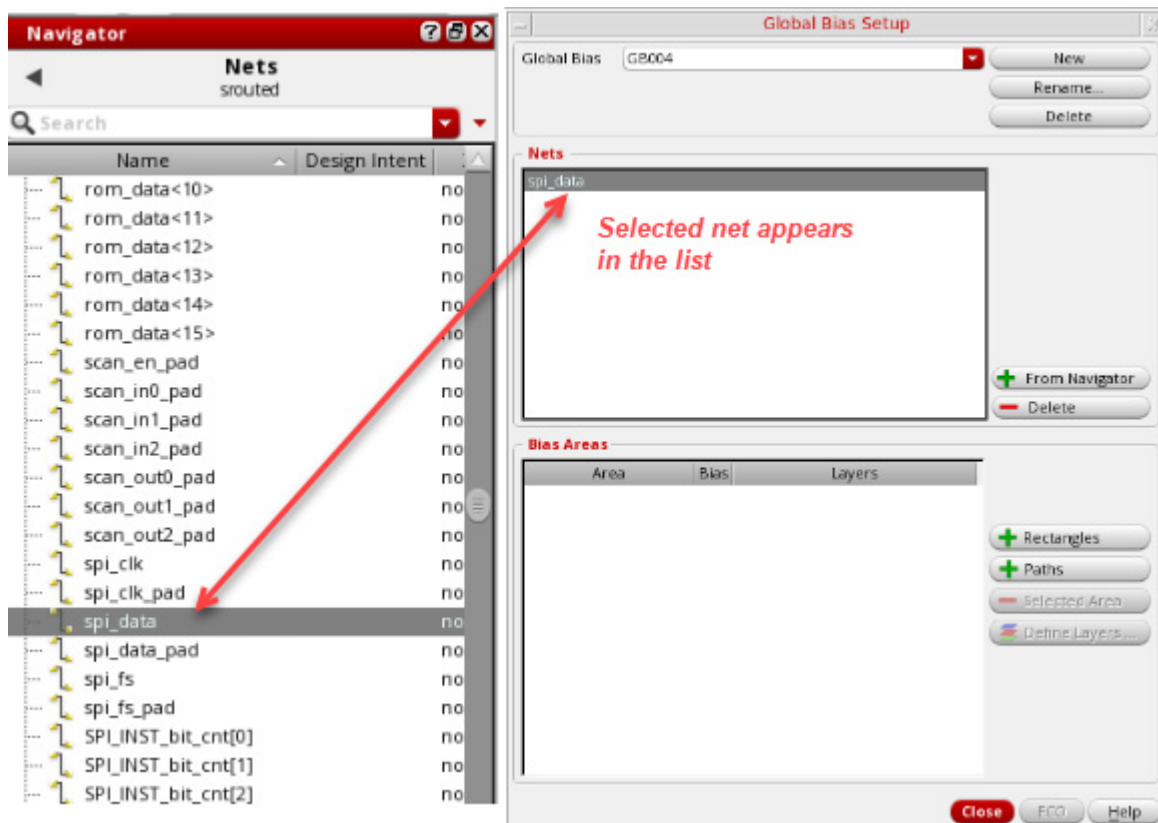 Navigator
Nets
srouted
Search
Name Design Intent
rom_data<10> no
rom_data<11> no
rom_data<12> no
rom_data<13> no
rom_data<14> no
rom_data<15> no
scan_en_pad no
scan_in0_pad no
scan_in1_pad no
scan_in2_pad no
scan_out0_pad no
scan_out1_pad no
scan_out2_pad no
spi_clk no
spi_clk_pad no
spi_data no
spi_data_pad no
spi_fs no
spi_fs_pad no
SPI_INST_bit_cnt[0] no
SPI_INST_bit_cnt[1] no
SPI_INST_bit_cnt[2] no
Global Bias Setup
Global Bias GB004
New
Rename...
Delete
Nets
spi_data
Selected net appears
in the list
From Navigator
Delete
Bias Areas
Area Bias Layers
Rectangles
Paths
Selected Area
Define Layers ...
Close ECO Help